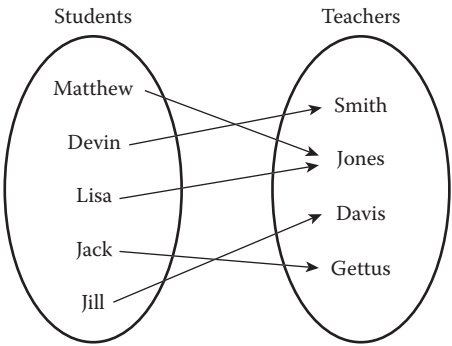 Students
Teachers
Matthew
Devin
Lisa
Jack
Jill
Smith
Jones
Davis
Gettus